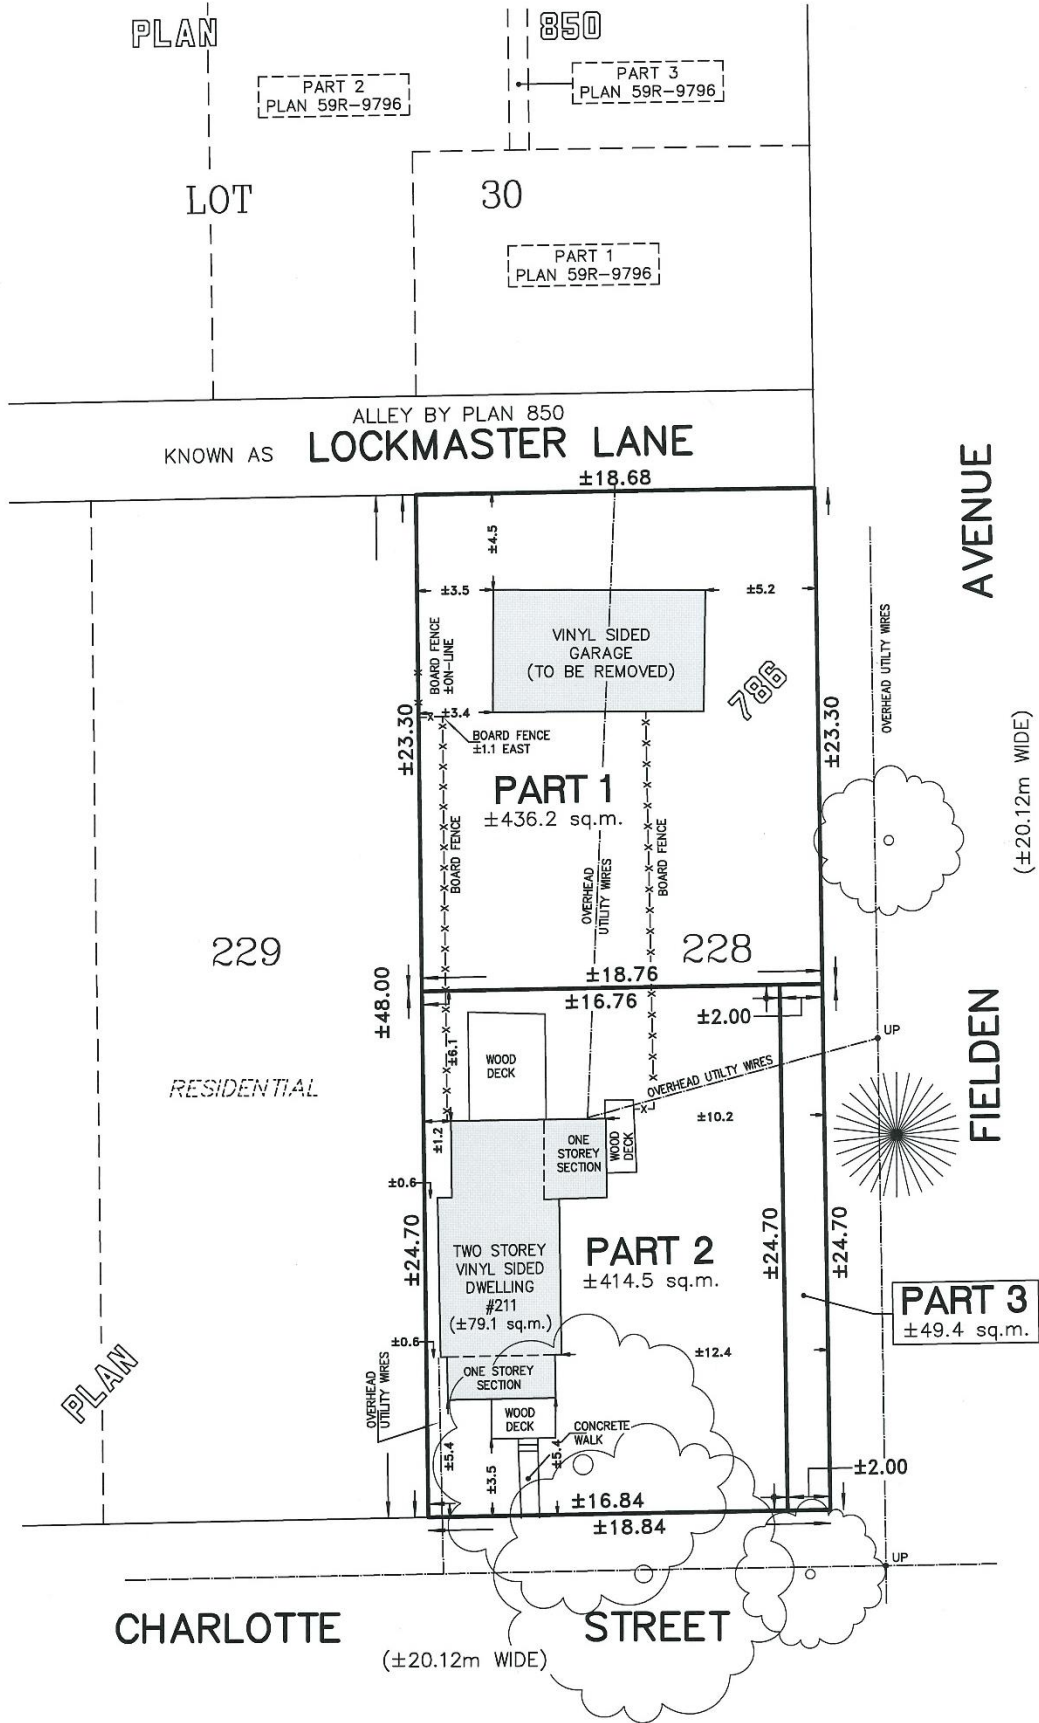 PLAN
850
PART 2
PLAN 59R-9796
PART 3
PLAN 59R-9796
LOT
30
PART 1
PLAN 59R-9796
ALLEY BY PLAN 850
KNOWN AS LOCKMASTER LANE
±18.68
AVENUE
±4.5
±3.5
±5.2
BOARD FENCE
±ON-LINE
VINYL SIDED
GARAGE
(TO BE REMOVED)
OVERHEAD UTILITY WIRES
786
±3.4
±23.30
BOARD FENCE
±1.1 EAST
±23.30
(±20.12m WIDE)
PART 1
±436.2 sq.m.
BOARD FENCE
OVERHEAD
UTILITY WIRES
BOARD FENCE
229
228
±18.76
±48.00
±16.76
±2.00
UP
FIELDEN
±6.1
WOOD
DECK
OVERHEAD UTILTY WIRES
RESIDENTIAL
±10.2
±1.2
ONE
STOREY
SECTION
WOOD
DECK
±0.6
±24.70
TWO STOREY
VINYL SIDED
DWELLING
#211
(±79.1 sq.m.)
PART 2
±414.5 sq.m.
±24.70
±24.70
PART 3
±49.4 sq.m.
±0.6
±12.4
PLAN
OVERHEAD
UTILITY WIRES
ONE STOREY
SECTION
WOOD
DECK
CONCRETE
WALK
±5.4
±3.5
±5.4
±2.00
±16.84
±18.84
UP
CHARLOTTE STREET
(±20.12m WIDE)